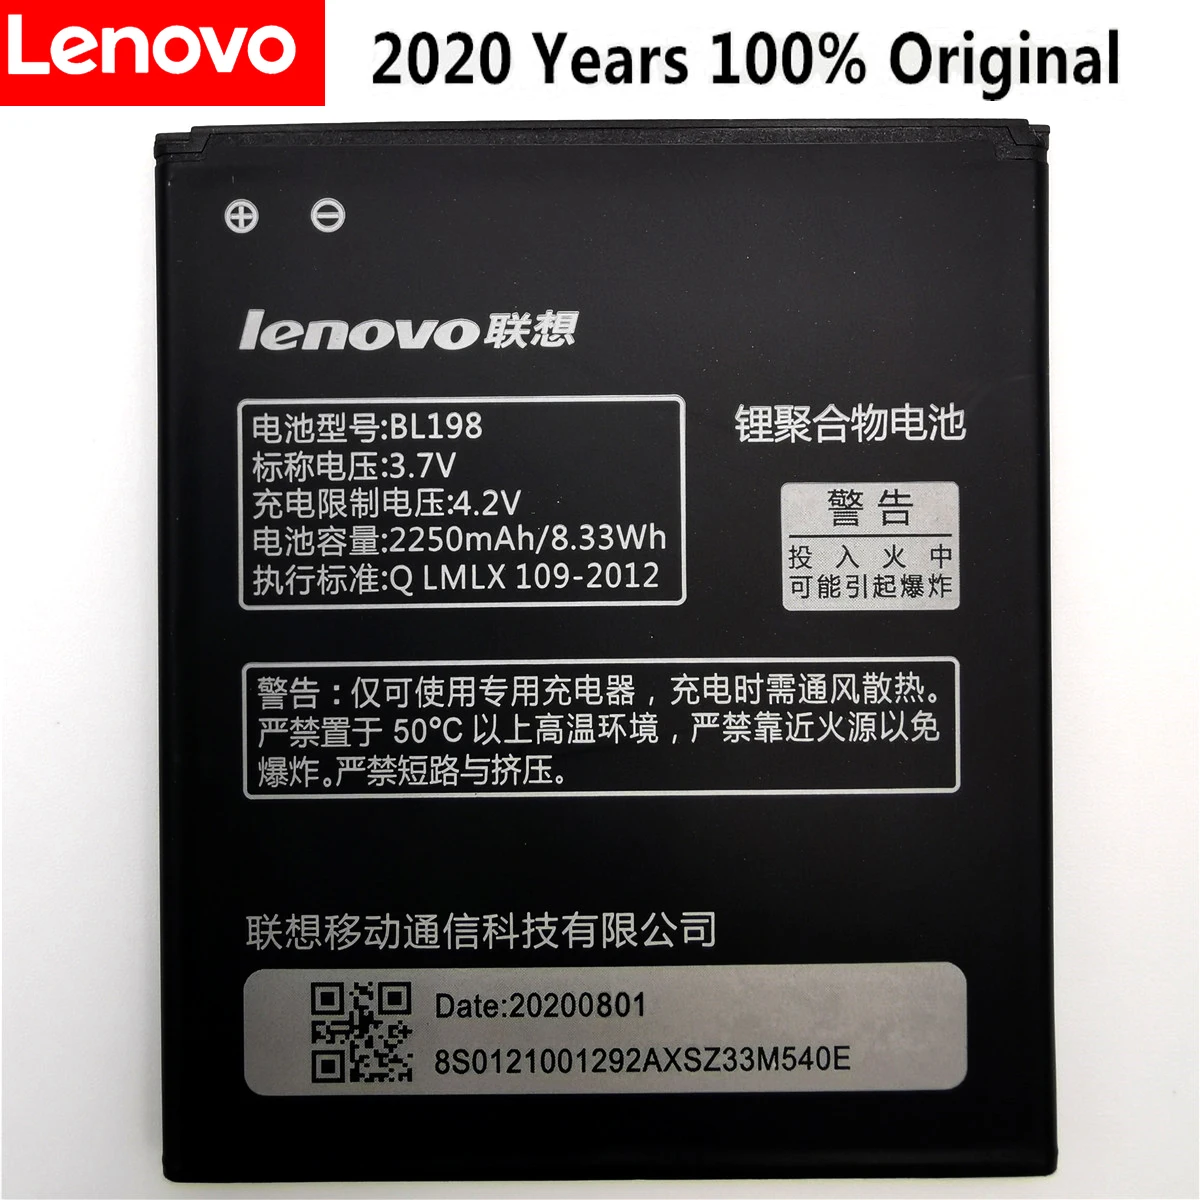 Lenovo
2020 Years 100% Original
lenovo联想
电池型号:BL198
标称电压:3.7V
充电限制电压:4.2V
电池容量:2250mAh/8.33Wh
执行标准:Q LMLX 109-2012
锂聚合物电池
警告
投入火中
可能引起爆炸
警告：仅可使用专用充电器，充电时需通风散热。
严禁置于 50℃ 以上高温环境，严禁靠近火源以免
爆炸。严禁短路与挤压。
联想移动通信科技有限公司
Date:20200801
8S0121001292AXSZ33M540E